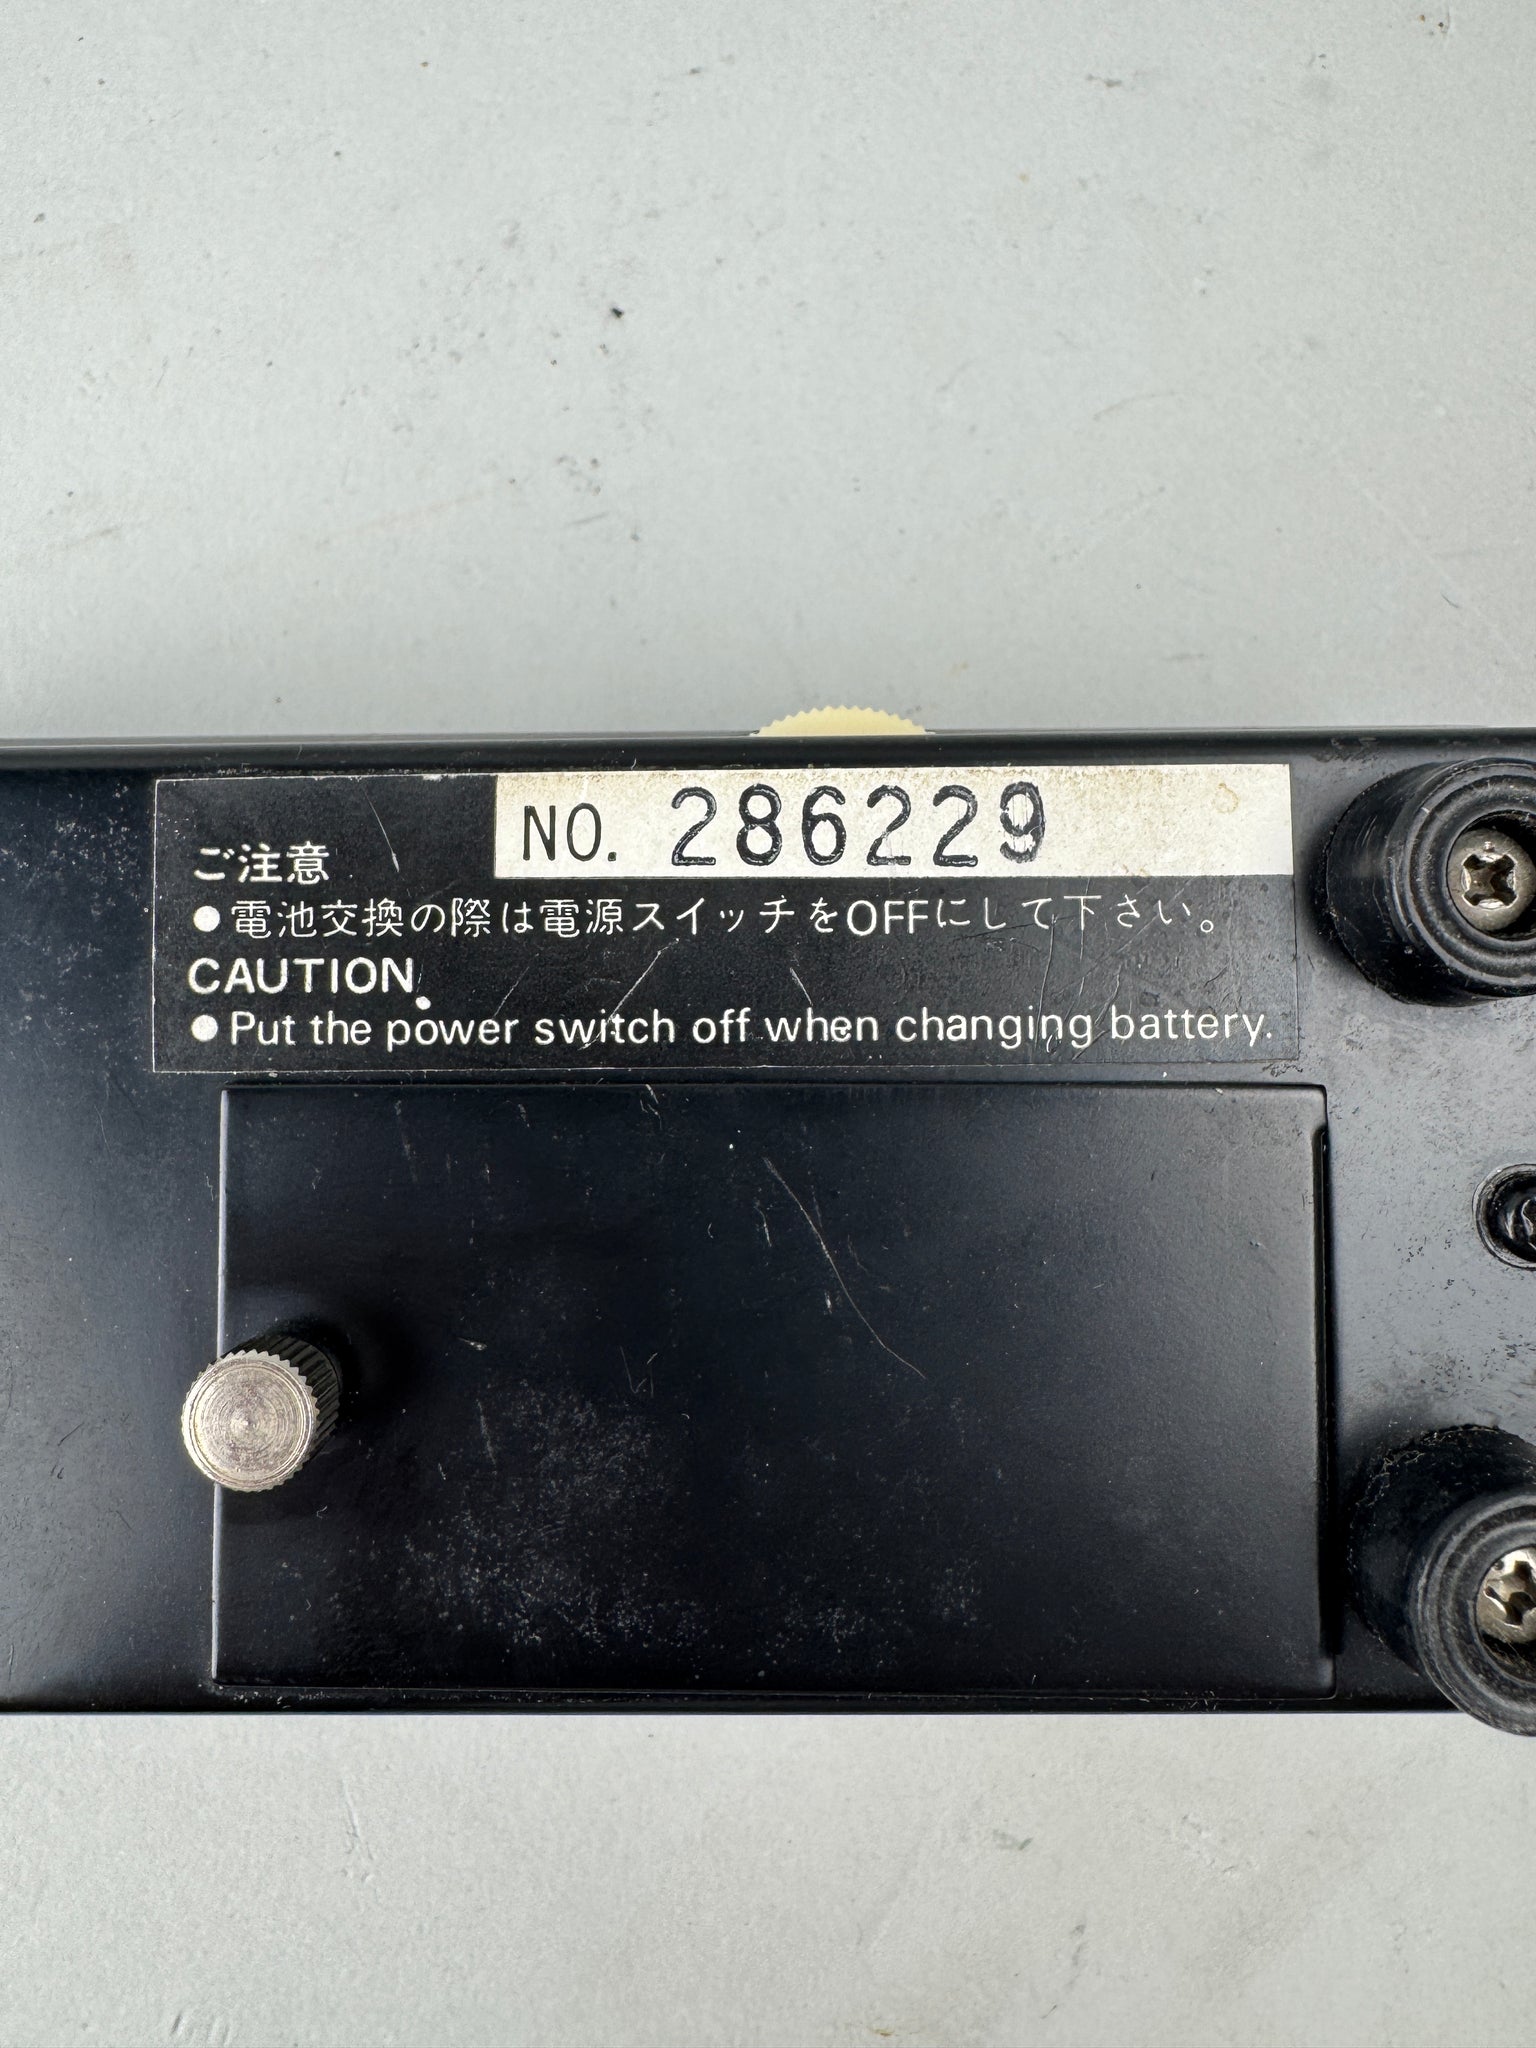 NO. 286229
ご注意
●電池交換の際は電源スイッチをOFFにして下さい。
CAUTION
●Put the power switch off when changing battery.